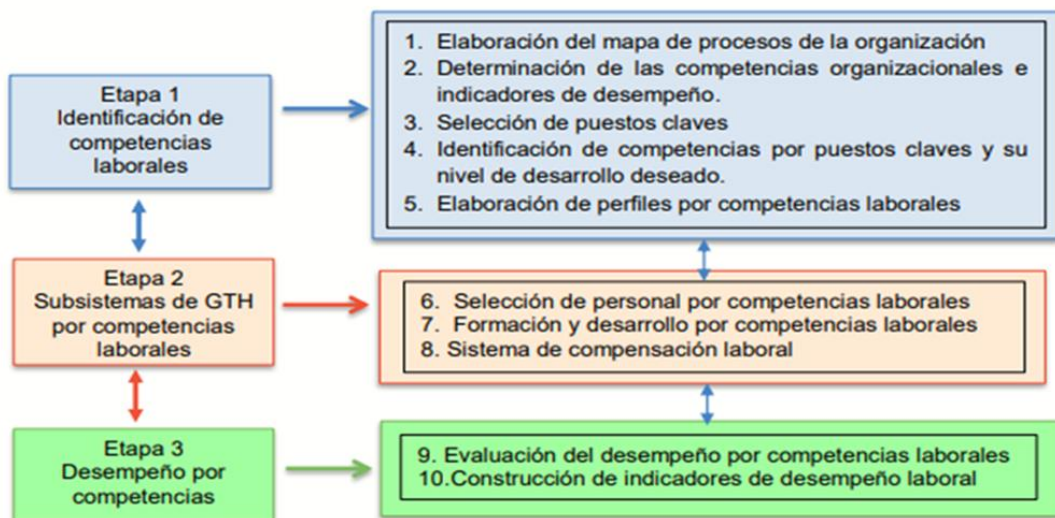 Etapa 1
Identificación de
competencias
laborales
1. Elaboración del mapa de procesos de la organización
2. Determinación de las competencias organizacionales e
indicadores de desempeño.
3. Selección de puestos claves
4. Identificación de competencias por puestos claves y su
nivel de desarrollo deseado.
5. Elaboración de perfiles por competencias laborales
Etapa 2
Subsistemas de GTH
por competencias
laborales
6. Selección de personal por competencias laborales
7. Formación y desarrollo por competencias laborales
8. Sistema de compensación laboral
Etapa 3
Desempeño por
competencias
9. Evaluación del desempeño por competencias laborales
10.Construcción de indicadores de desempeño laboral